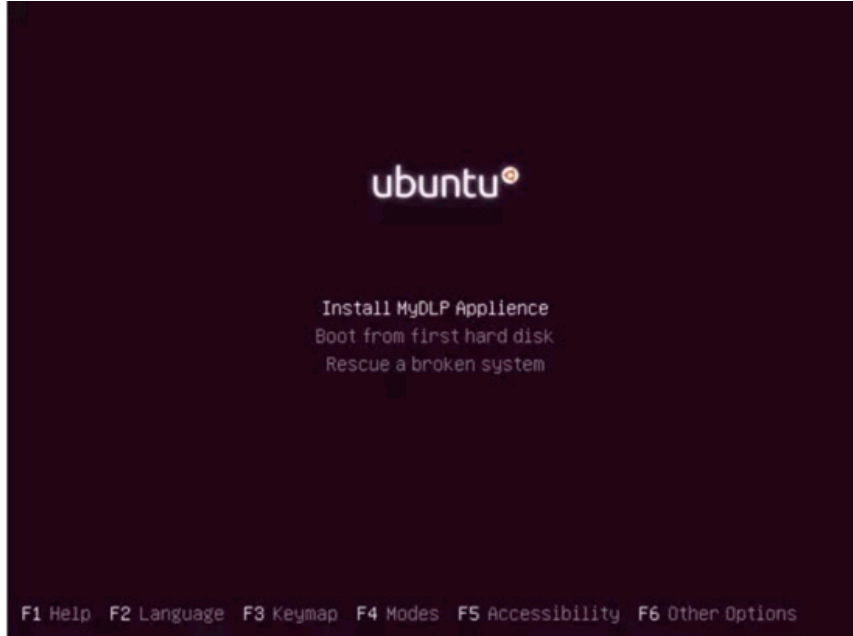 ubuntu
Install MyDLP Applience
Boot from first hard disk
Rescue a broken system
F1 Help F2 Language F3 Keymap F4 Modes F5 Accessibility F6 Other Options